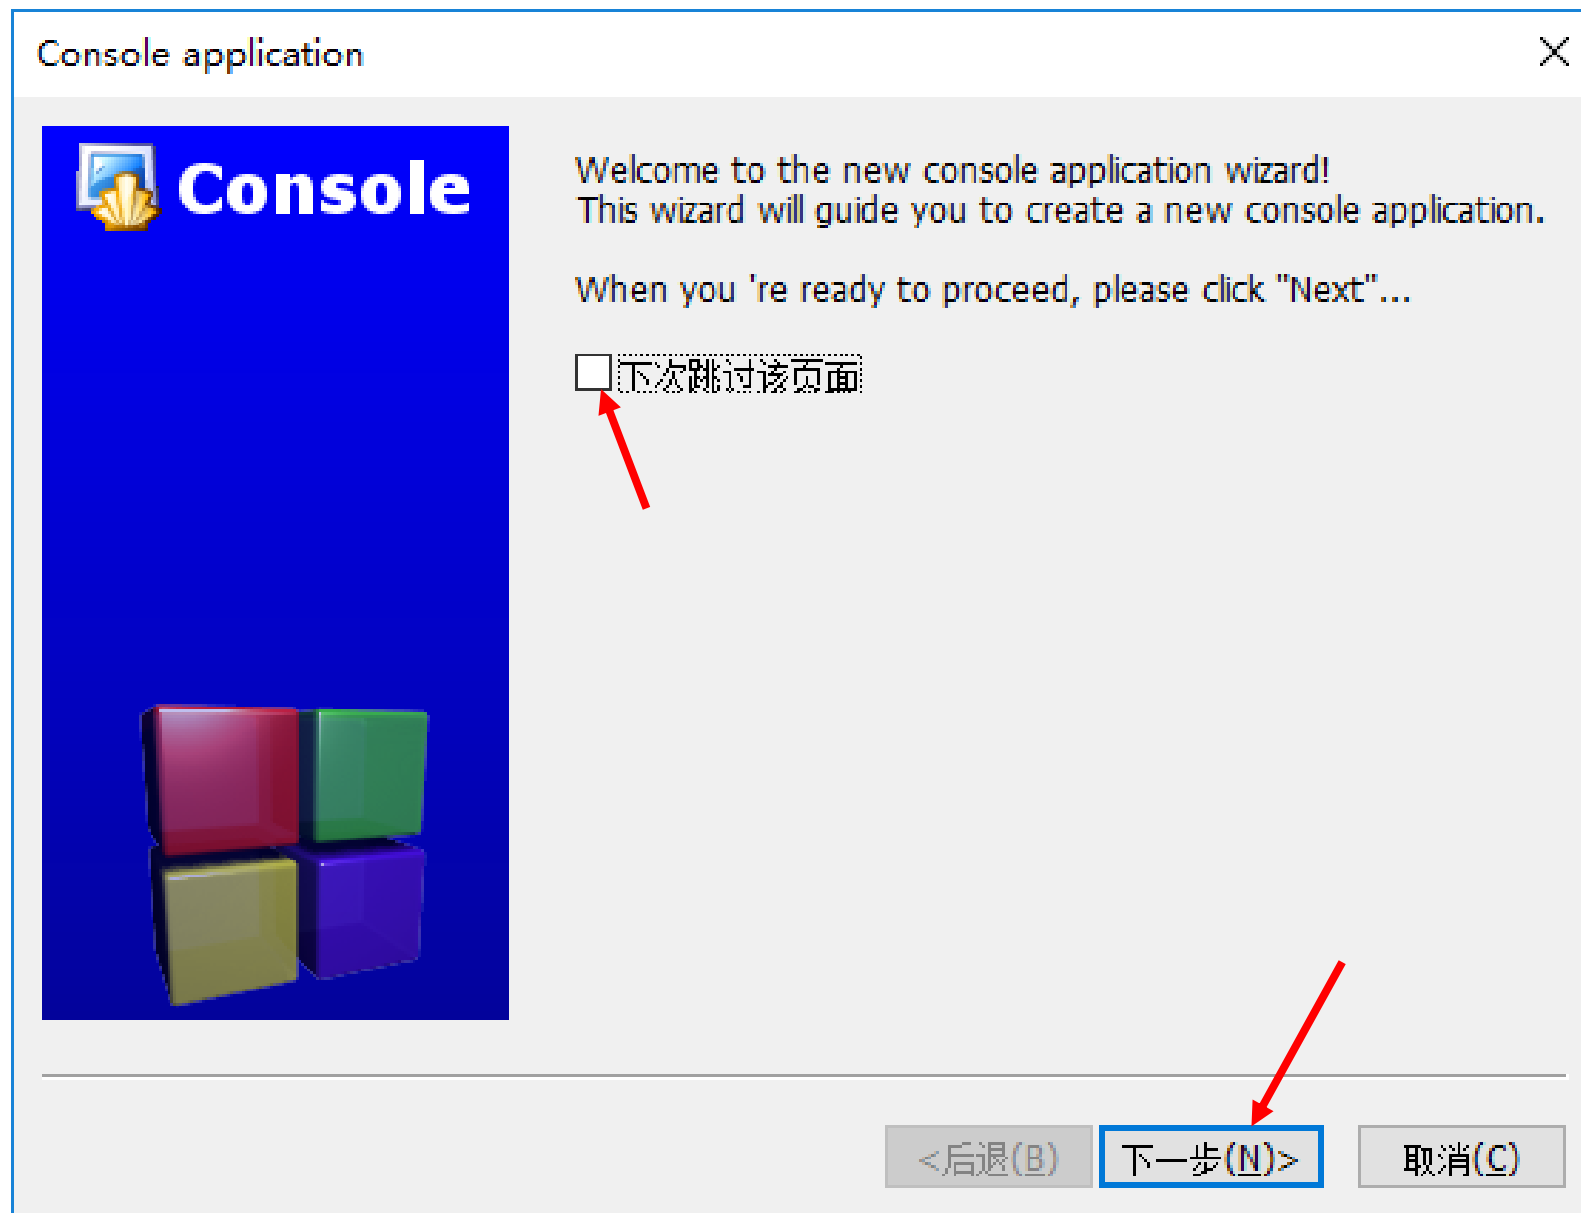 Console application
Console
Welcome to the new console application wizard!
This wizard will guide you to create a new console application.
When you 're ready to proceed, please click "Next"...
下次跳过该页面
<后退(B)
下一步(N)>
取消(C)